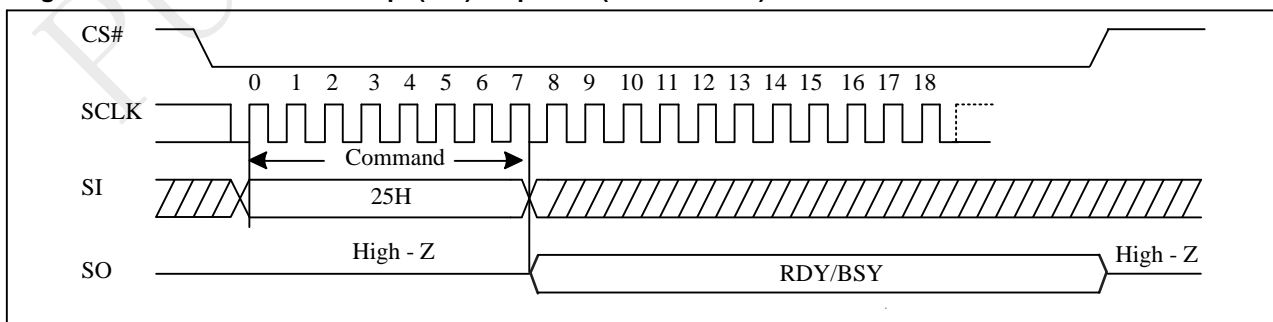 CS#
0 1 2 3 4 5 6 7 8 9 10 11 12 13 14 15 16 17 18
SCLK
Command
SI
25H
High - Z
High - Z
SO
RDY/BSY